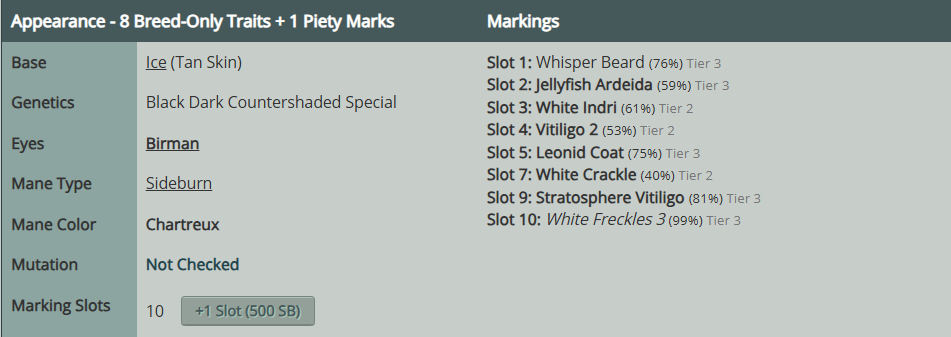 Appearance - 8 Breed-Only Traits + 1 Piety Marks
Base Ice (Tan Skin)
Genetics Black Dark Countershaded Special
Eyes Birman
Mane Type Sideburn
Mane Color Chartreux
Mutation Not Checked
Marking Slots 10 +1 Slot (500 SB)
Markings
Slot 1: Whisper Beard (76%) Tier 3
Slot 2: Jellyfish Ardeida (59%) Tier 3
Slot 3: White Indri (61%) Tier 2
Slot 4: Vitiligo 2 (53%) Tier 2
Slot 5: Leonid Coat (75%) Tier 3
Slot 7: White Crackle (40%) Tier 2
Slot 9: Stratosphere Vitiligo (81%) Tier 3
Slot 10: White Freckles 3 (99%) Tier 3